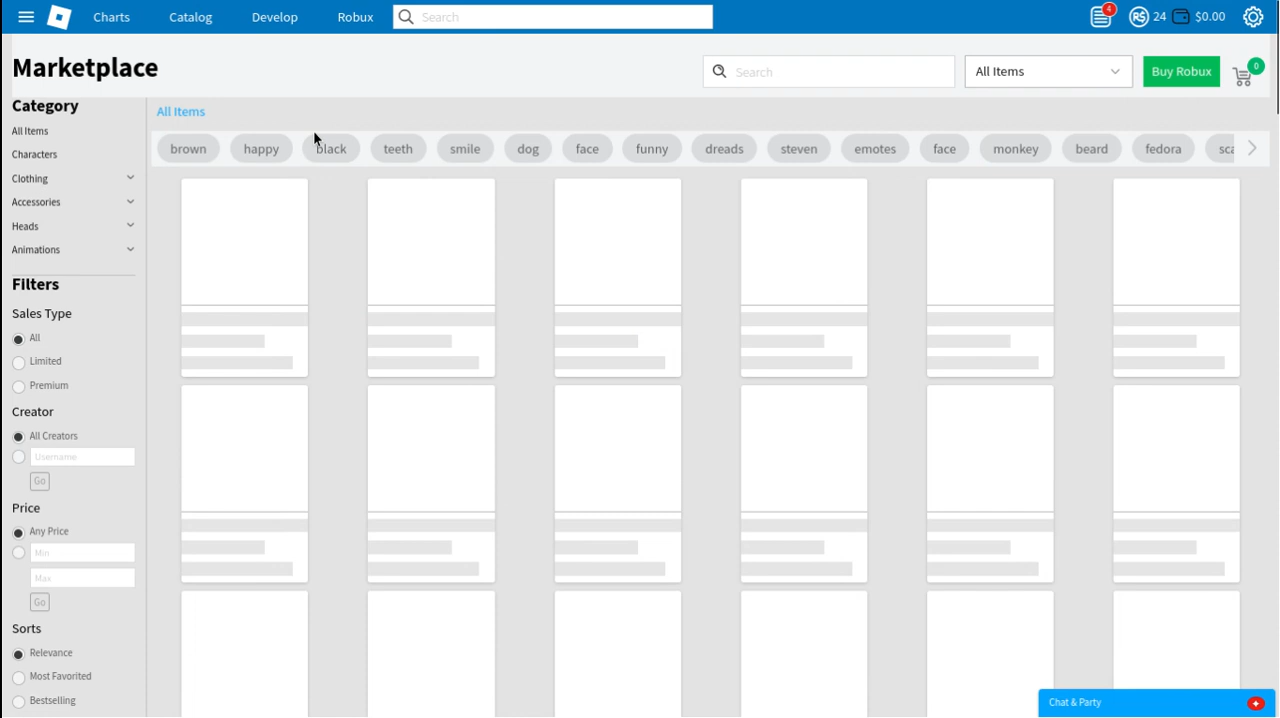 Charts Catalog Develop Robux Search 4 24 $0.00
Marketplace
Search All Items Buy Robux 0
Category
All Items
Characters
Clothing
Accessories
Heads
Animations
Filters
Sales Type
All
Limited
Premium
Creator
All Creators
Username
Go
Price
Any Price
Min
Max
Go
Sorts
Relevance
Most Favorited
Bestselling
All Items
brown happy black teeth smile dog face funny dreads steven emotes face monkey beard fedora sca
Chat & Party